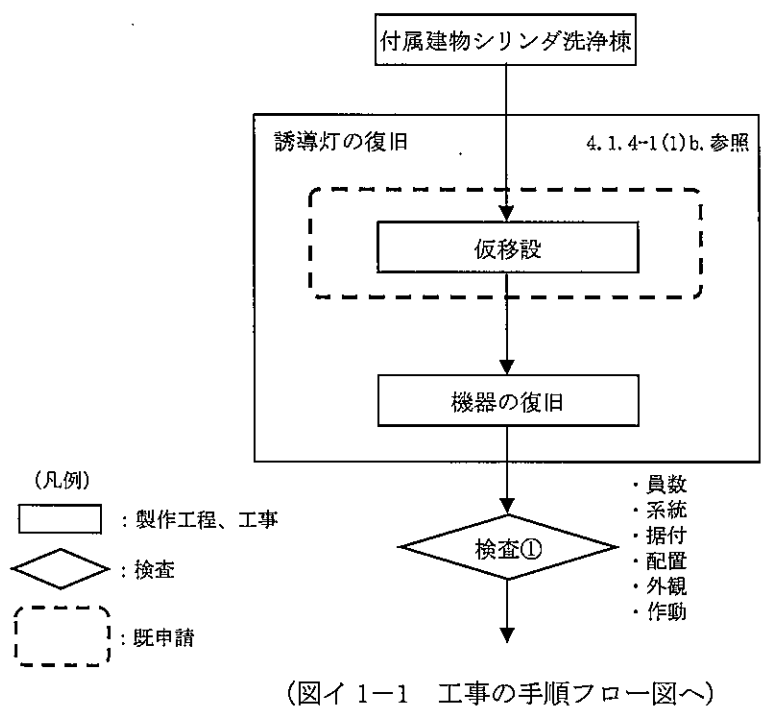 付属建物シリンダ洗浄棟
誘導灯の復旧
4.1.4-1(1)b.参照
仮移設
機器の復旧
検査①
・員数
・系統
・据付
・配置
・外観
・作動
(凡例)
：製作工程、工事
：検査
：既申請
(図イ 1－1　工事の手順フロー図へ)